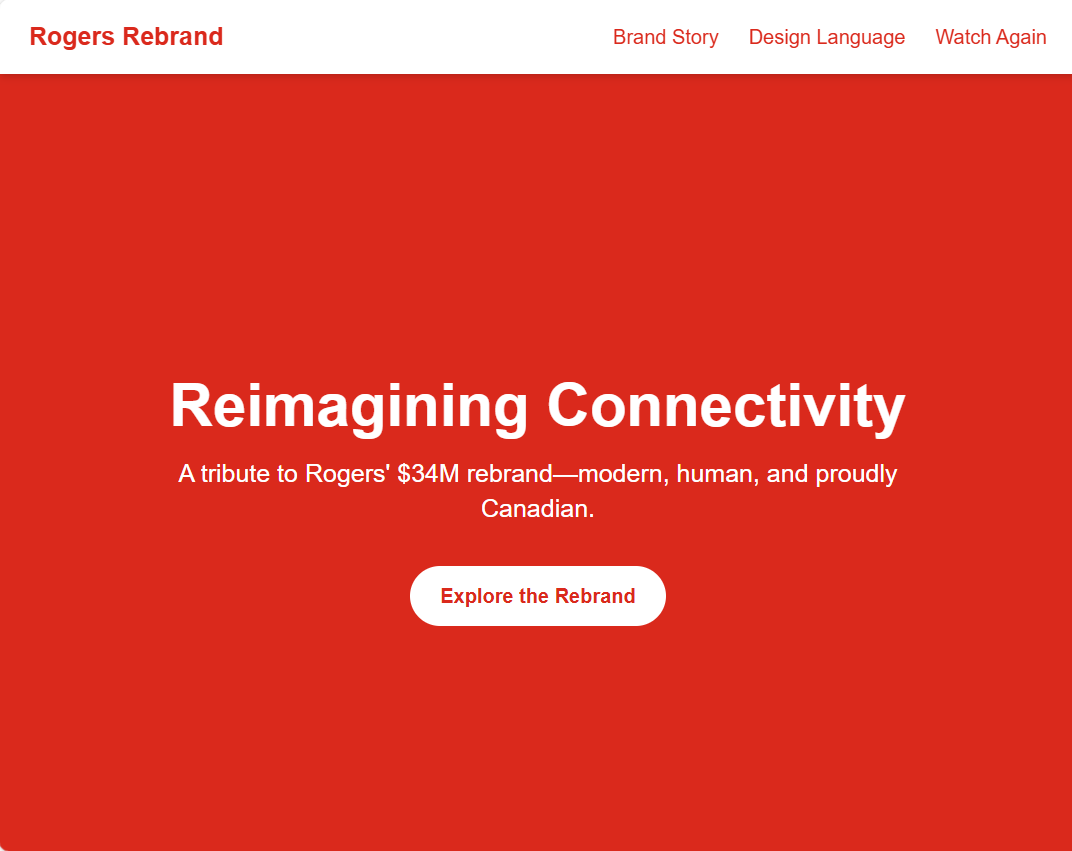 Rogers Rebrand
Brand Story
Design Language
Watch Again
Reimagining Connectivity
A tribute to Rogers' $34M rebrand—modern, human, and proudly
Canadian.
Explore the Rebrand